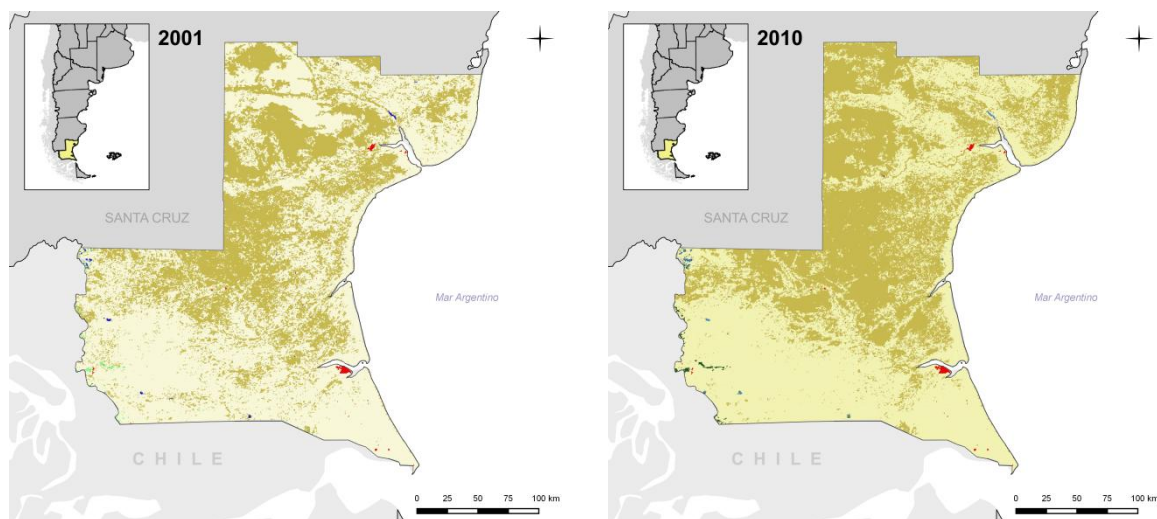 2001
SANTA CRUZ
Mar Argentino
CHILE
0 25 50 75 100 km
2010
SANTA CRUZ
Mar Argentino
CHILE
0 25 50 75 100 km